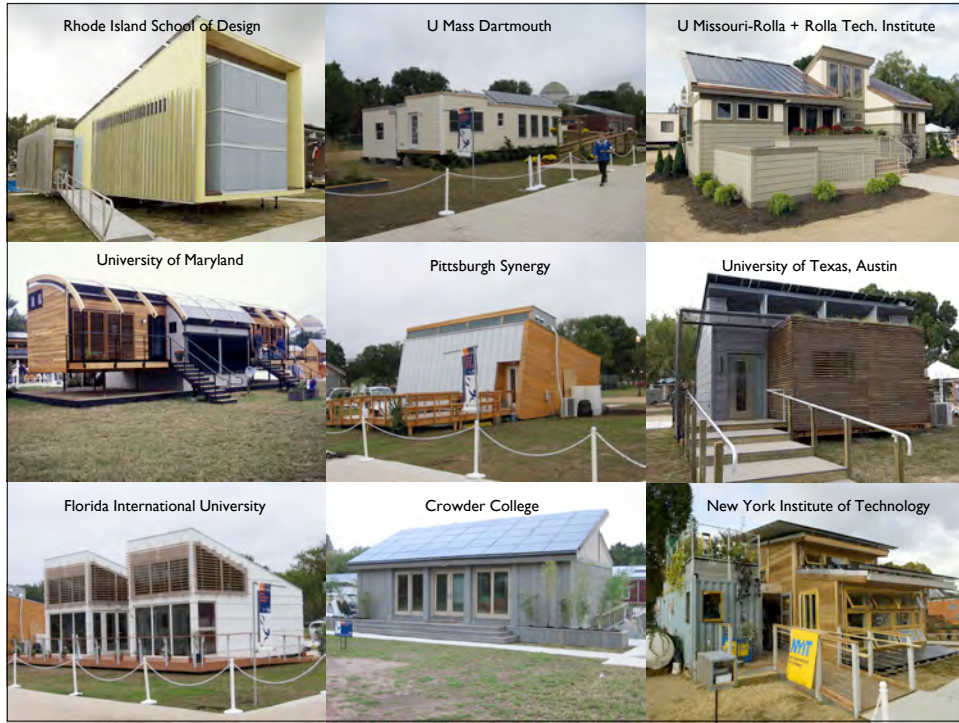 Rhode Island School of Design
U Mass Dartmouth
U Missouri-Rolla + Rolla Tech. Institute
University of Maryland
Pittsburgh Synergy
University of Texas, Austin
Florida International University
Crowder College
New York Institute of Technology
NYIT